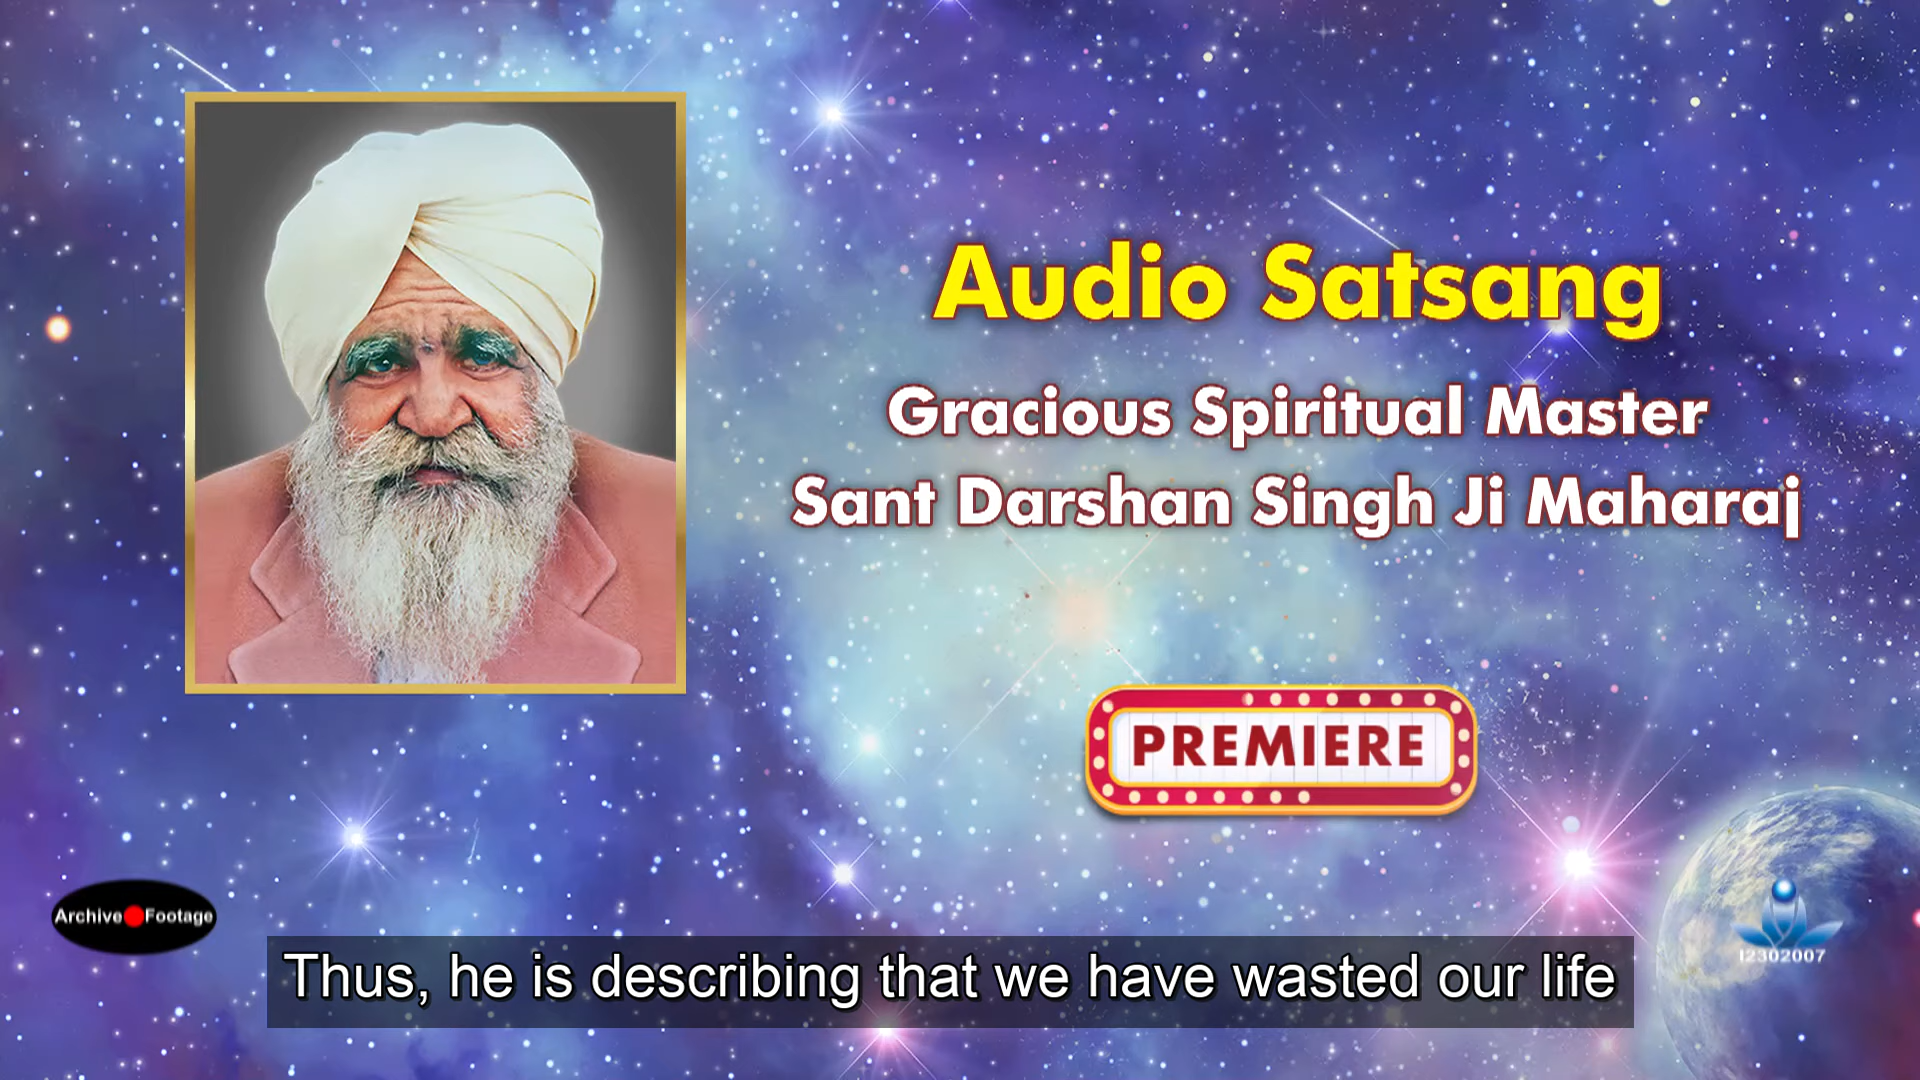 Audio Satsang
Gracious Spiritual Master
Sant Darshan Singh Ji Maharaj
PREMIERE
Archive Footage
I2302007
Thus, he is describing that we have wasted our life